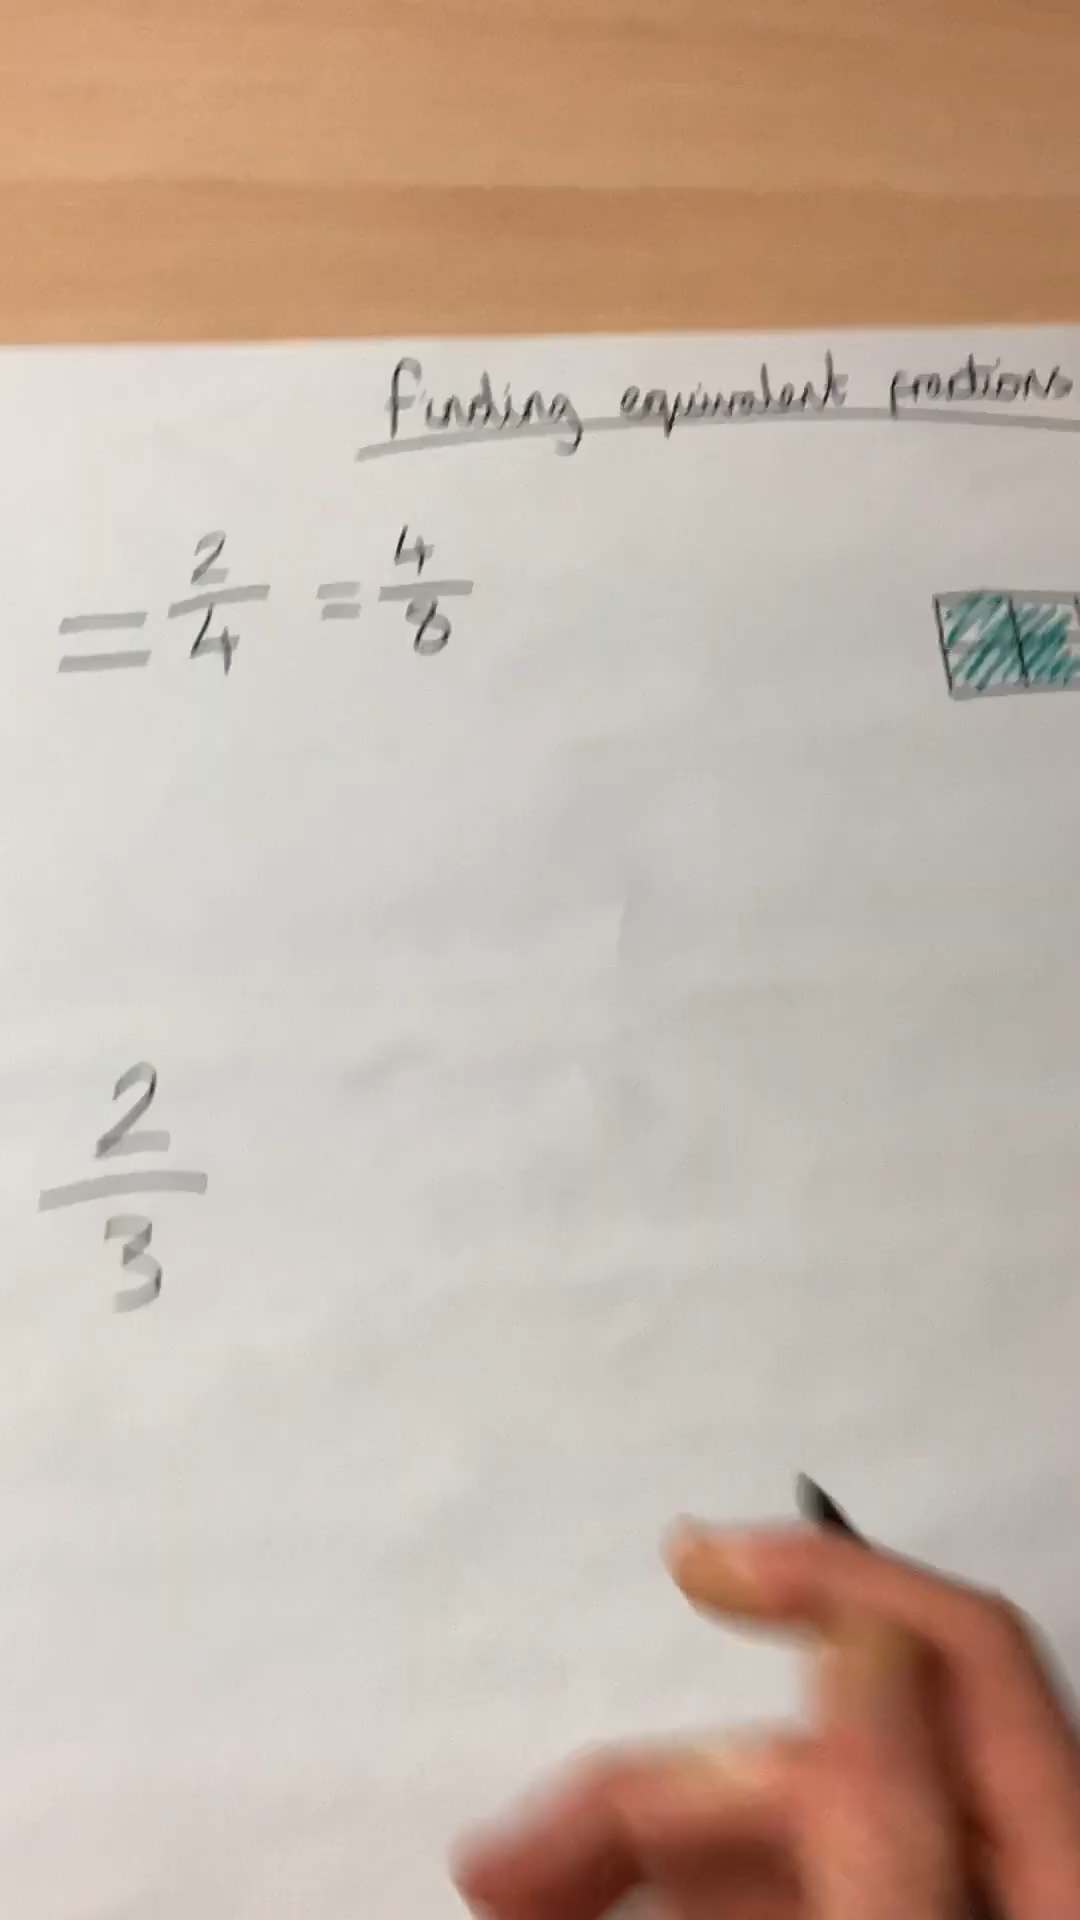 Finding equivalent fractions
= 2/4 = 4/8
2/3